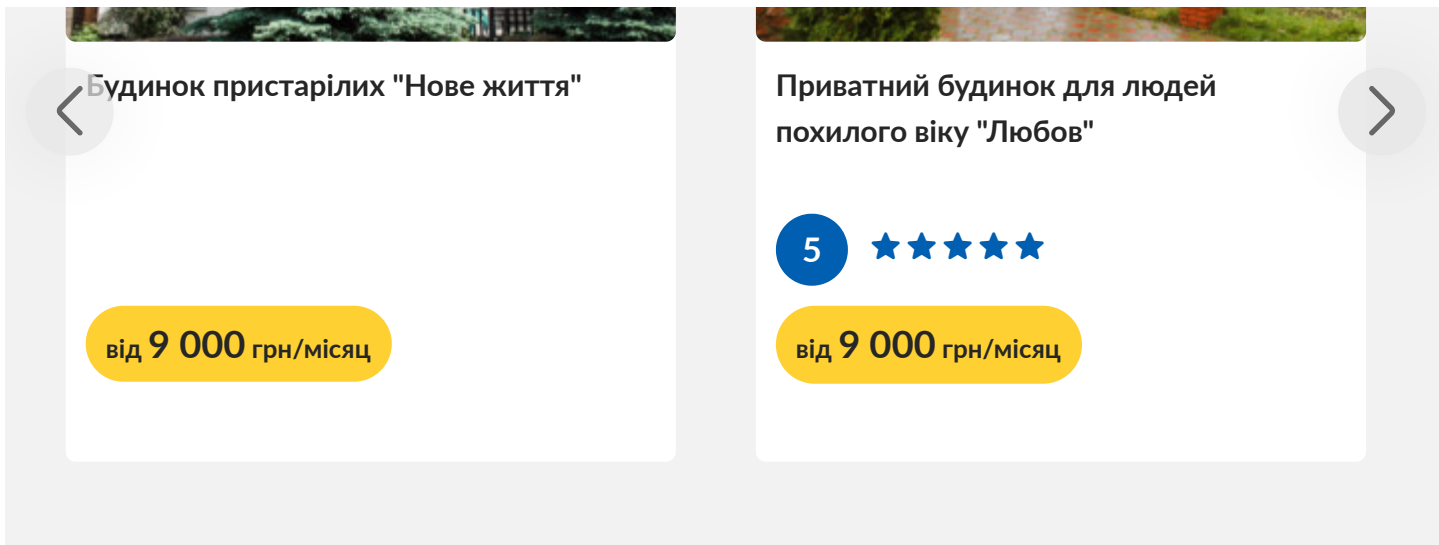 Будинок пристарілих "Нове життя"
від 9 000 грн/місяц
Приватний будинок для людей
похилого віку "Любов"
5
від 9 000 грн/місяц